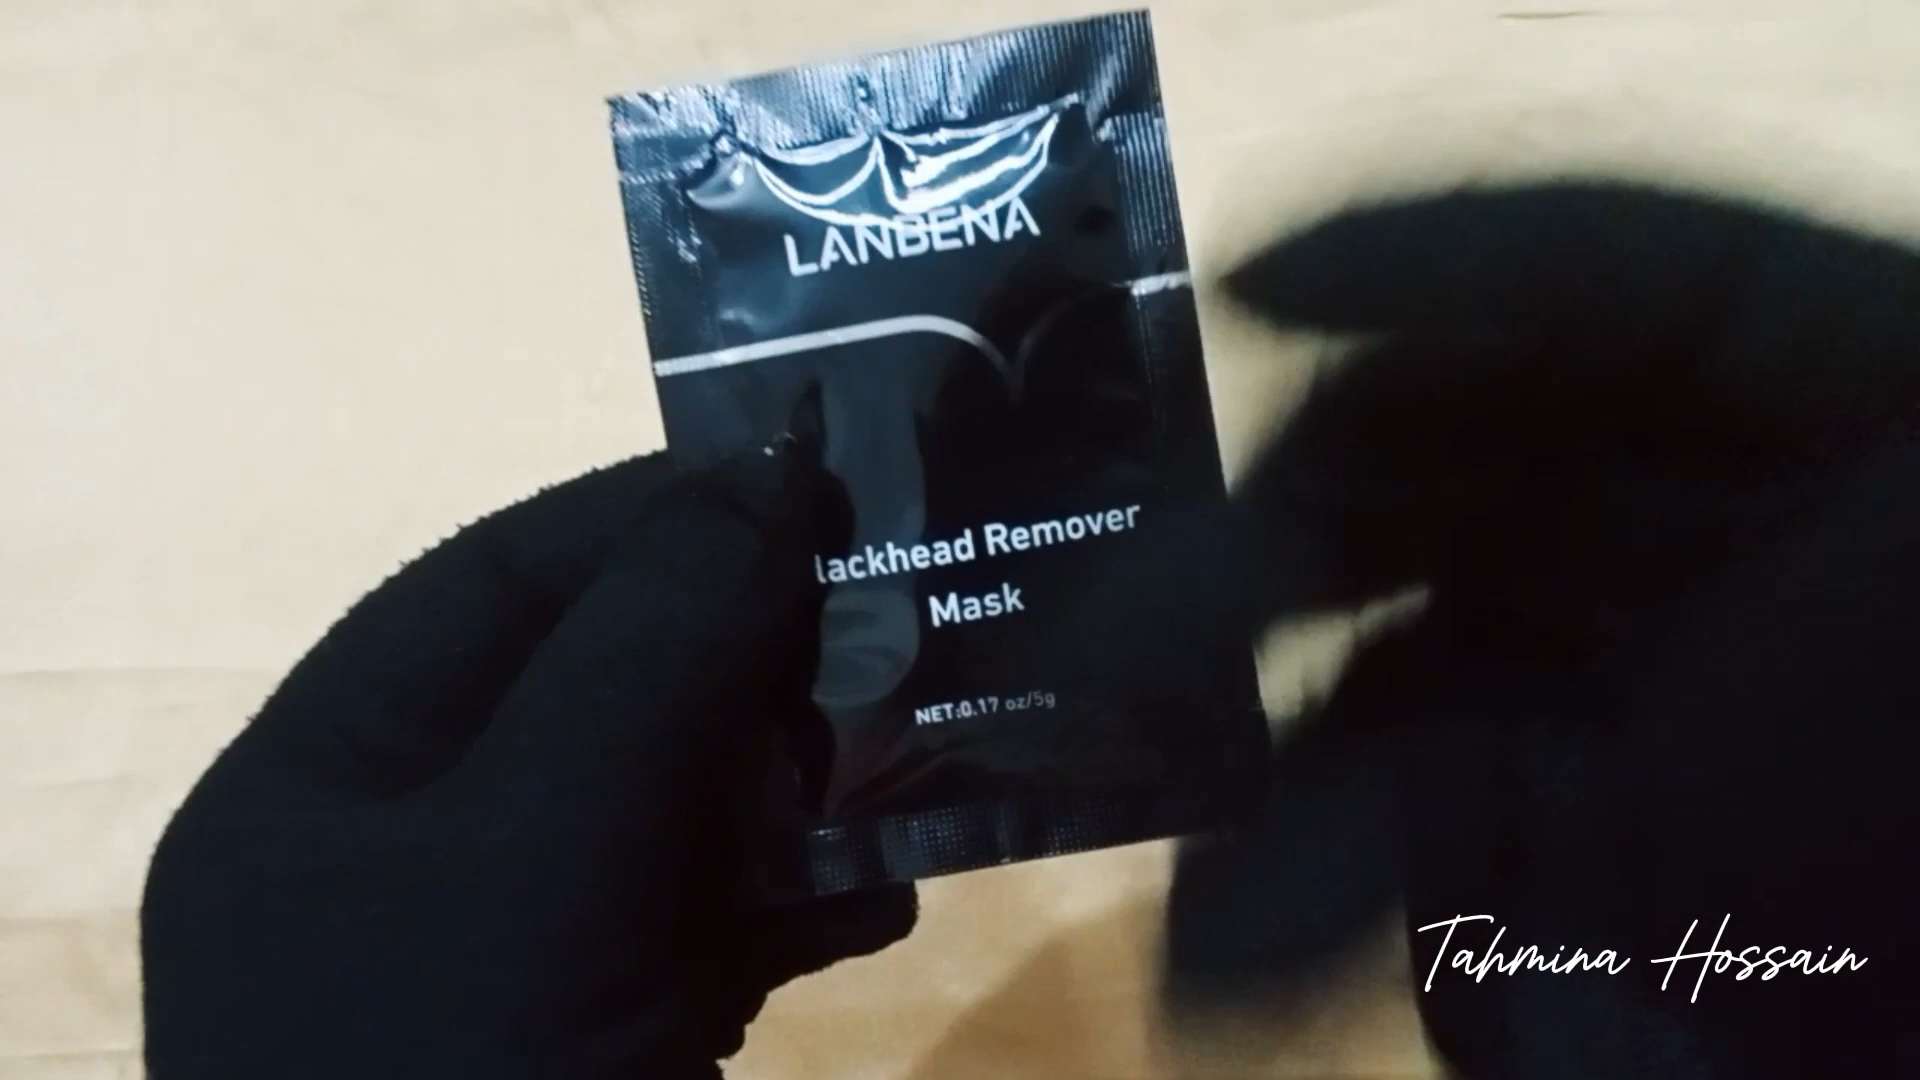 LANBENA
lackhead Remover
Mask
NET:0.17 oz/5g
Tahmina Hossain